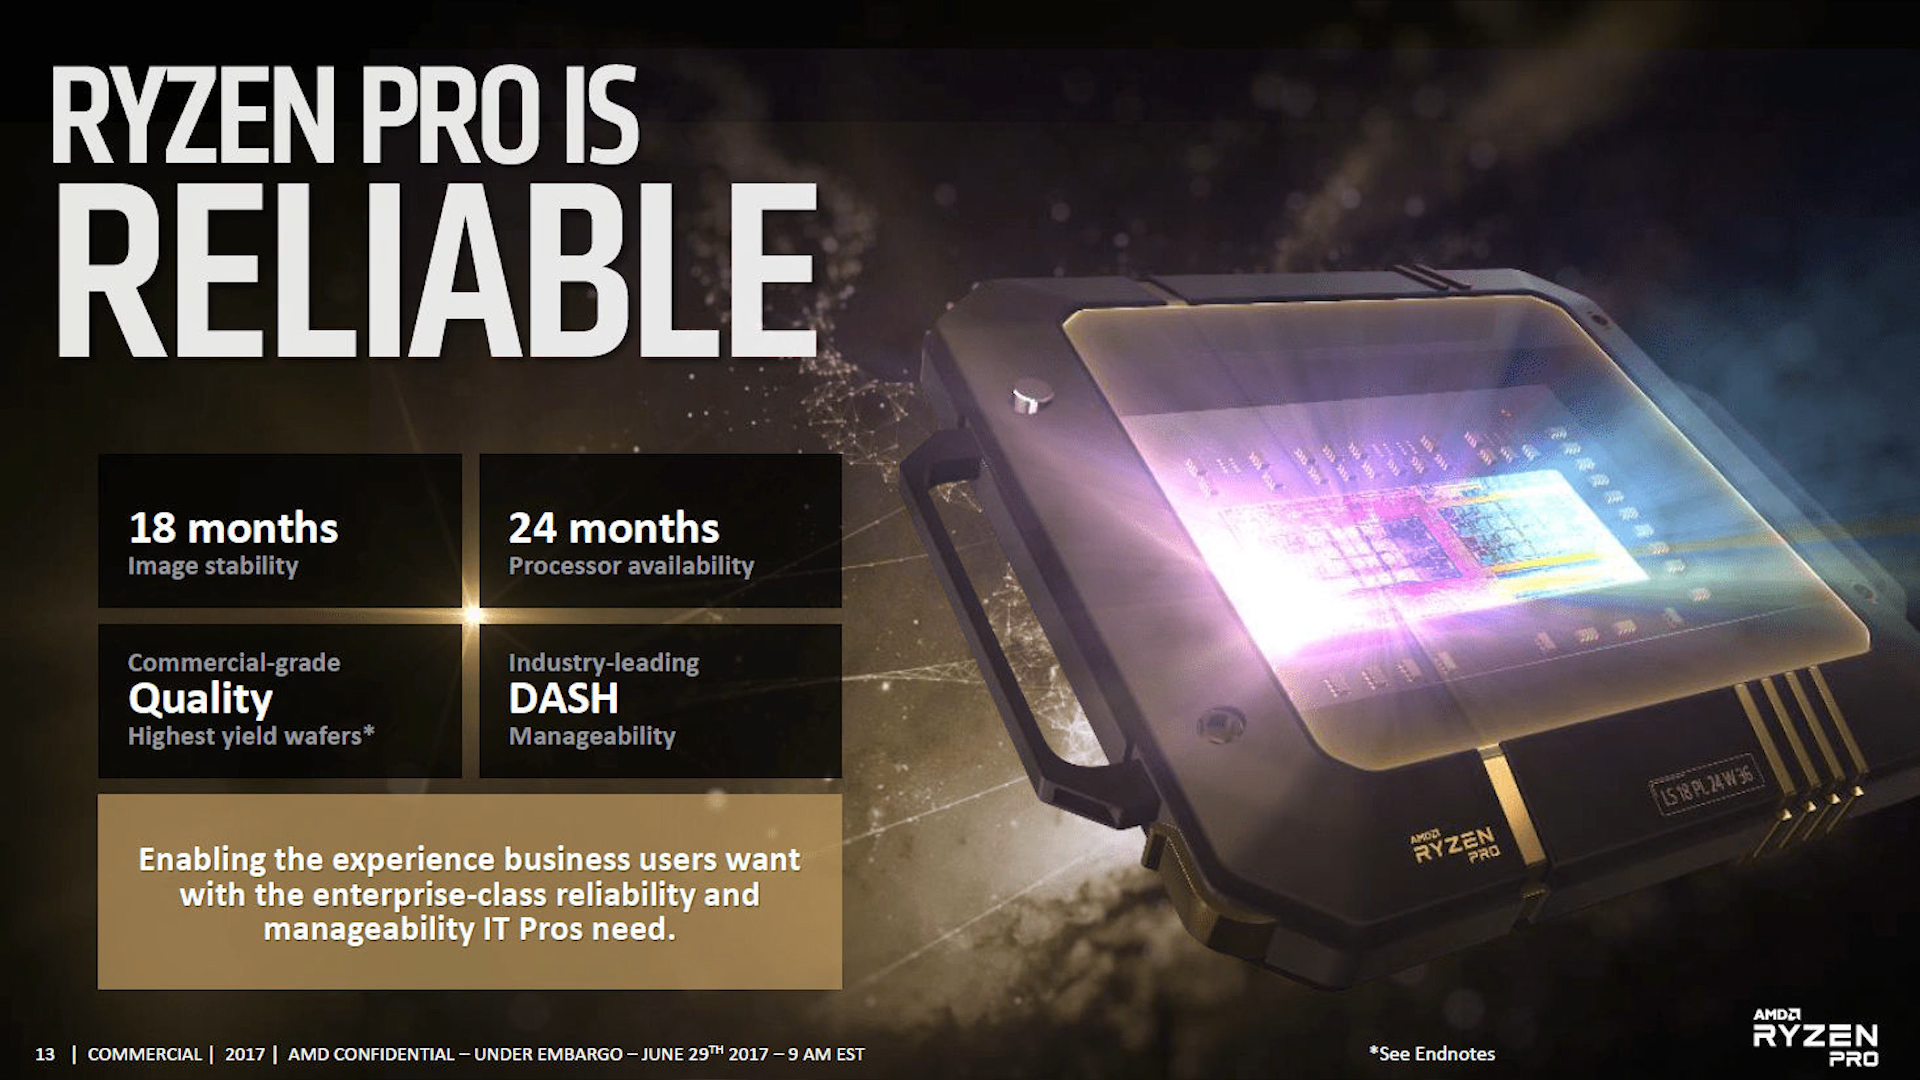 RYZEN PRO IS
RELIABLE
18 months
Image stability
24 months
Processor availability
Commercial-grade
Quality
Highest yield wafers*
Industry-leading
DASH
Manageability
Enabling the experience business users want
with the enterprise-class reliability and
manageability IT Pros need.
LS 18 PL 24 W 36
AMD
RYZEN
PRO
13 | COMMERCIAL | 2017 | AMD CONFIDENTIAL – UNDER EMBARGO – JUNE 29TH 2017 – 9 AM EST
*See Endnotes
AMD
RYZEN
PRO